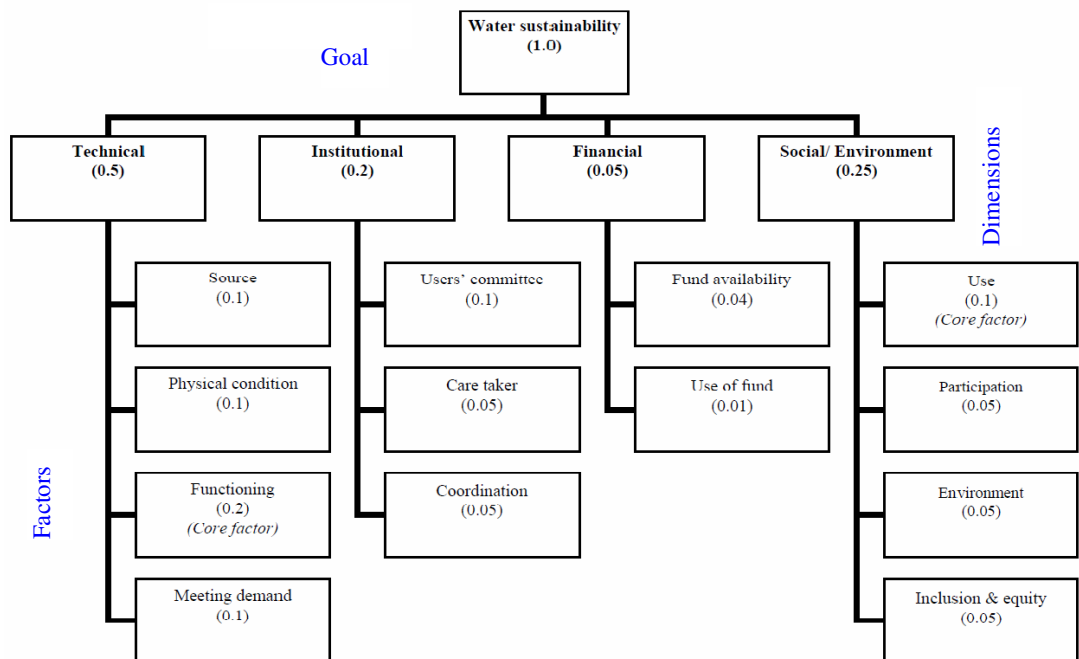 Water sustainability
(1.0)
Goal
Technical
(0.5)
Institutional
(0.2)
Financial
(0.05)
Social/ Environment
(0.25)
Dimensions
Source
(0.1)
Users' committee
(0.1)
Fund availability
(0.04)
Use
(0.1)
(Core factor)
Physical condition
(0.1)
Care taker
(0.05)
Use of fund
(0.01)
Participation
(0.05)
Factors
Functioning
(0.2)
(Core factor)
Coordination
(0.05)
Environment
(0.05)
Meeting demand
(0.1)
Inclusion & equity
(0.05)